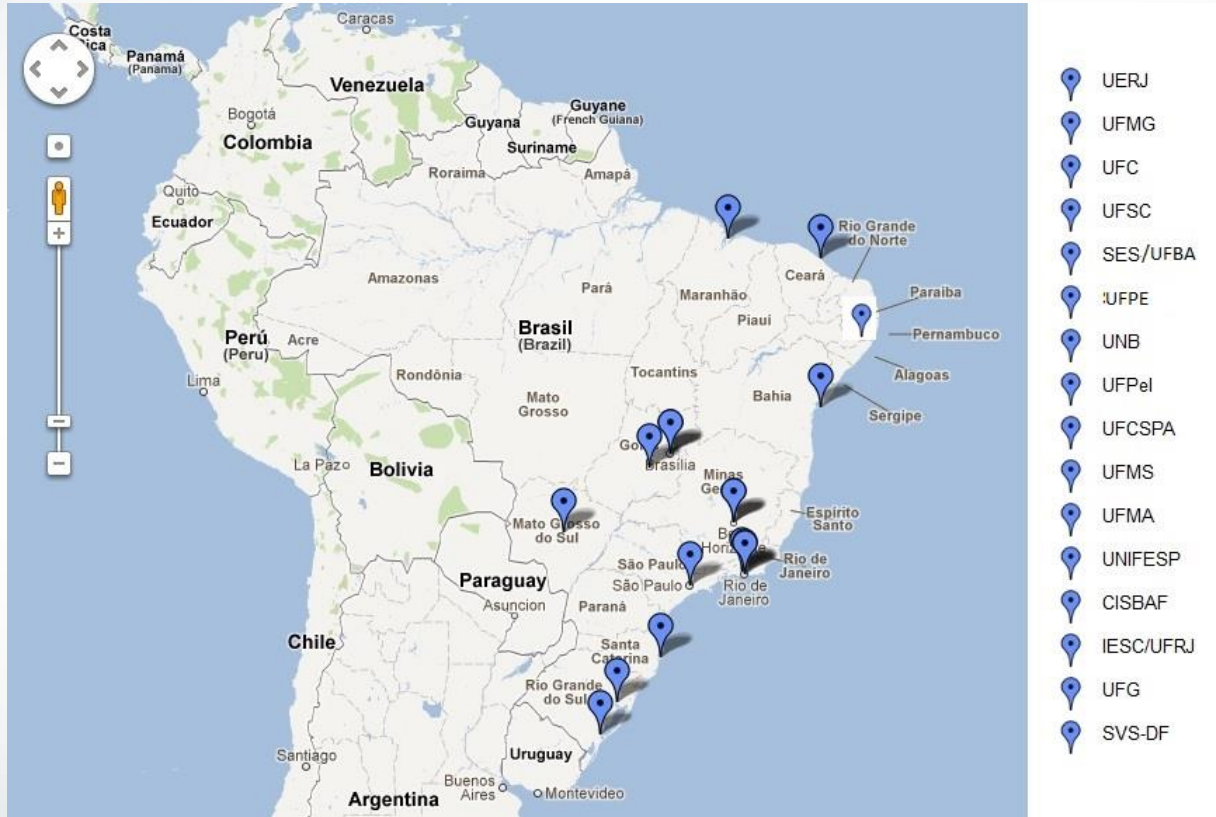 Costa
Rica
Caracas
Panamá
(Panama)
Venezuela
Bogotá
Colombia
Guyana
Guyane
(French Guiana)
Suriname
Roraima
Amapá
Quito
Ecuador
Rio Grande
do Norte
Amazonas
Pará
Maranhão
Ceará
Piauí
Paraiba
Pernambuco
Perú
(Peru)
Acre
Brasil
(Brazil)
Lima
Rondônia
Tocantins
Alagoas
Mato
Grosso
Bahia
Sergipe
La Paz
Bolivia
Brasília
Minas
Mato Grosso
do Sul
Espírito
Santo
Horizonte
São Paulo
São Paulo
Rio de
Janeiro
Rio de
Janeiro
Paraguay
Asuncion
Paraná
Chile
Santa
Catarina
Rio Grande
do Sul
Santiago
Uruguay
Buenos
Aires
Montevideo
Argentina
UERJ
UFMG
UFC
UFSC
SES/UFBA
UFPE
UNB
UFPel
UFCSPA
UFMS
UFMA
UNIFESP
CISBAF
IESC/UFRJ
UFG
SVS-DF